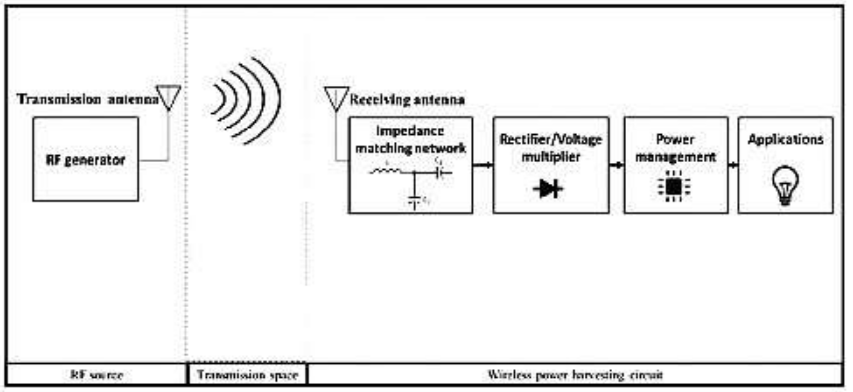 Transmission antenna
RF generator
Receiving antenna
Impedance
matching network
Rectifier/Voltage
multiplier
Power
management
Applications
RF source
Transmission space
Wireless power harvesting circuit